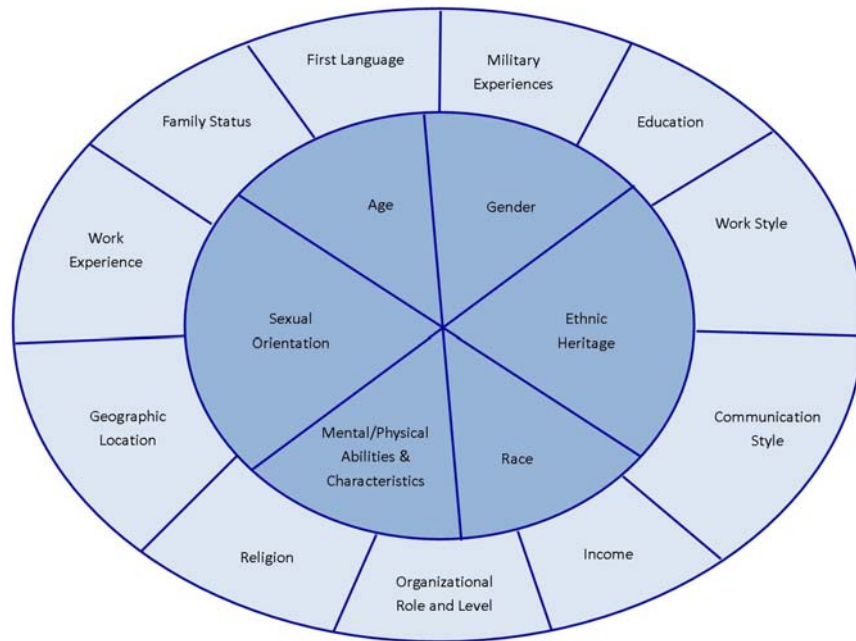 First Language
Military
Experiences
Education
Work Style
Communication
Style
Income
Organizational
Role and Level
Religion
Geographic
Location
Work
Experience
Family Status
Age
Gender
Ethnic
Heritage
Race
Mental/Physical
Abilities &
Characteristics
Sexual
Orientation